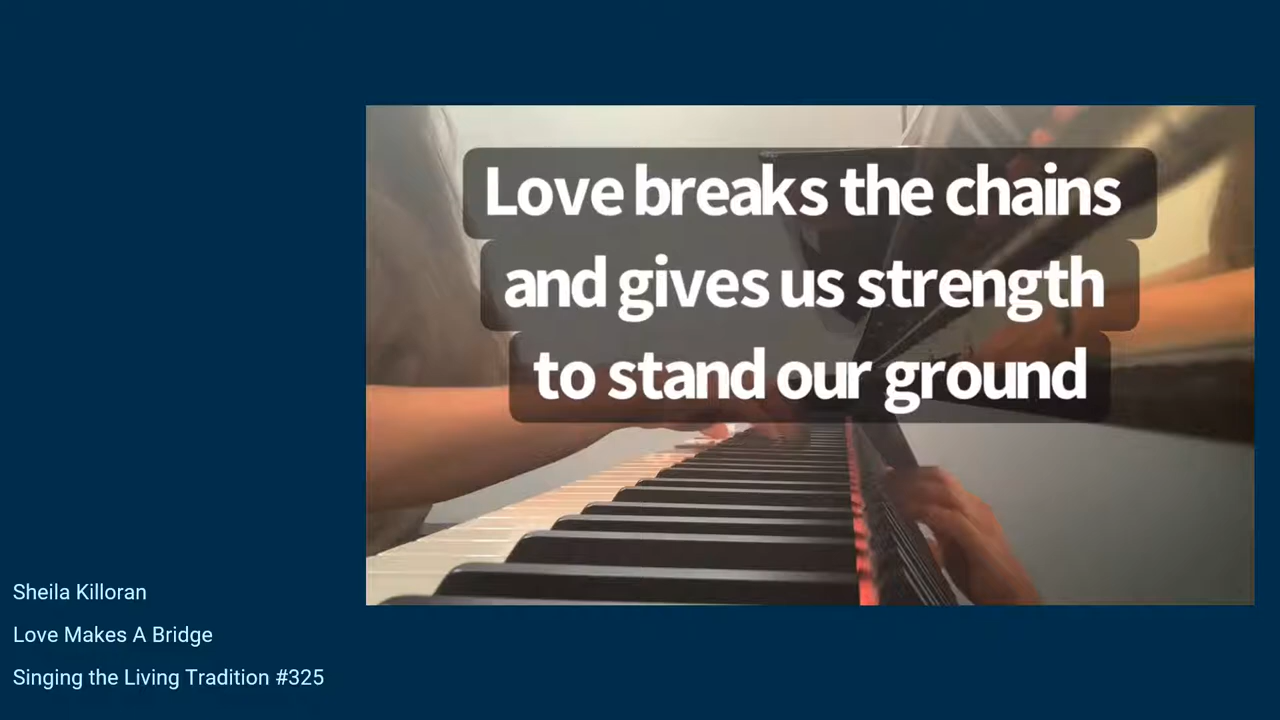 Love breaks the chains
and gives us strength
to stand our ground
Sheila Killoran
Love Makes A Bridge
Singing the Living Tradition #325